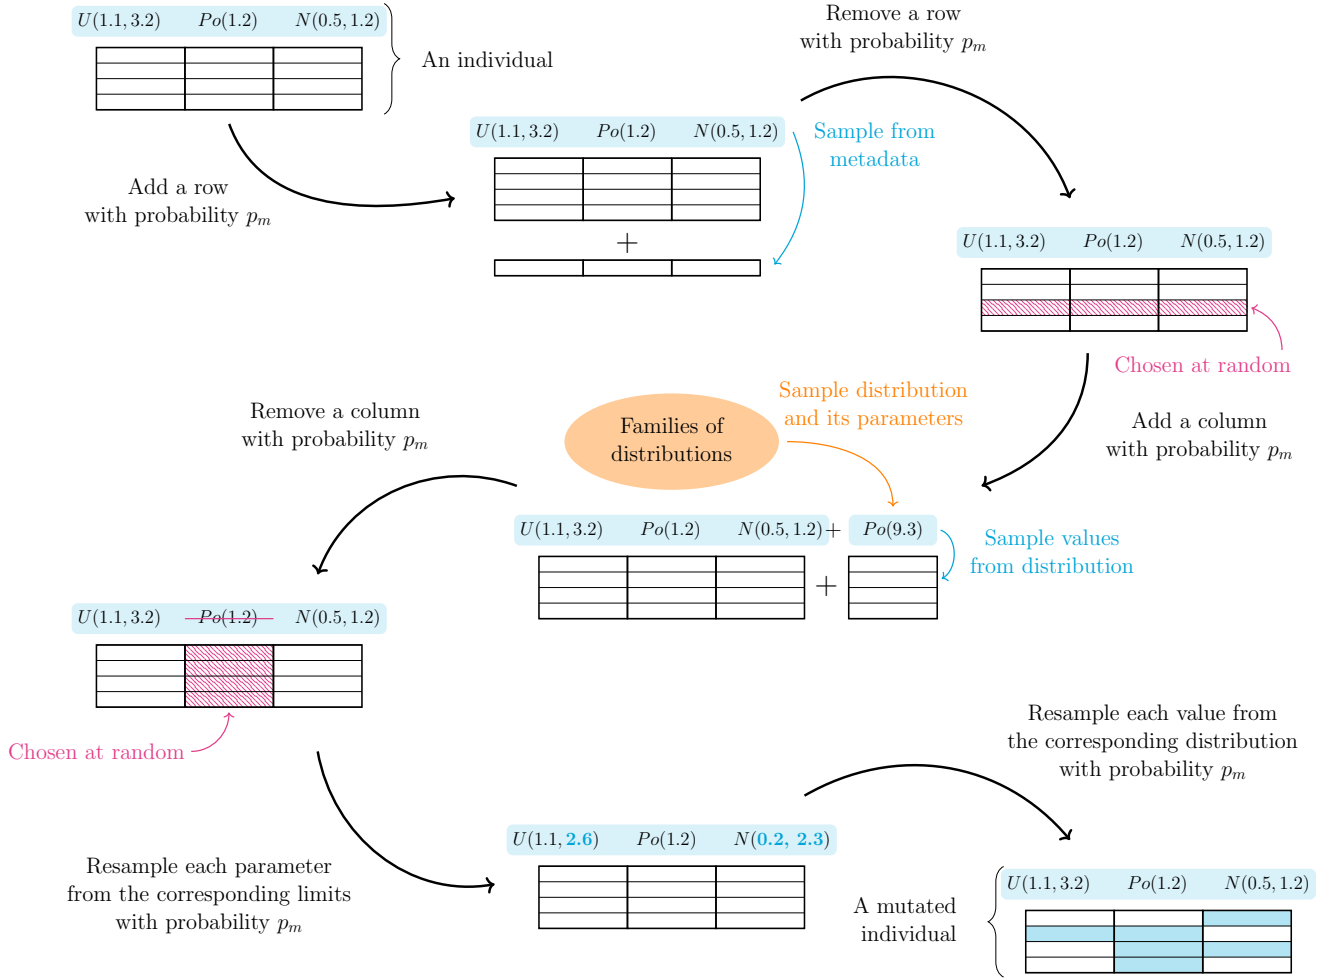 U(1.1, 3.2) Po(1.2) N(0.5, 1.2)
An individual
Add a row
with probability p_m
U(1.1, 3.2) Po(1.2) N(0.5, 1.2)
+
Sample from
metadata
Remove a row
with probability p_m
U(1.1, 3.2) Po(1.2) N(0.5, 1.2)
Chosen at random
Add a column
with probability p_m
Families of
distributions
Sample distribution
and its parameters
U(1.1, 3.2) Po(1.2) N(0.5, 1.2) + Po(9.3)
+
Sample values
from distribution
Remove a column
with probability p_m
U(1.1, 3.2) Po(1.2) N(0.5, 1.2)
Chosen at random
Resample each parameter
from the corresponding limits
with probability p_m
U(1.1, 2.6) Po(1.2) N(0.2, 2.3)
Resample each value from
the corresponding distribution
with probability p_m
U(1.1, 3.2) Po(1.2) N(0.5, 1.2)
A mutated
individual